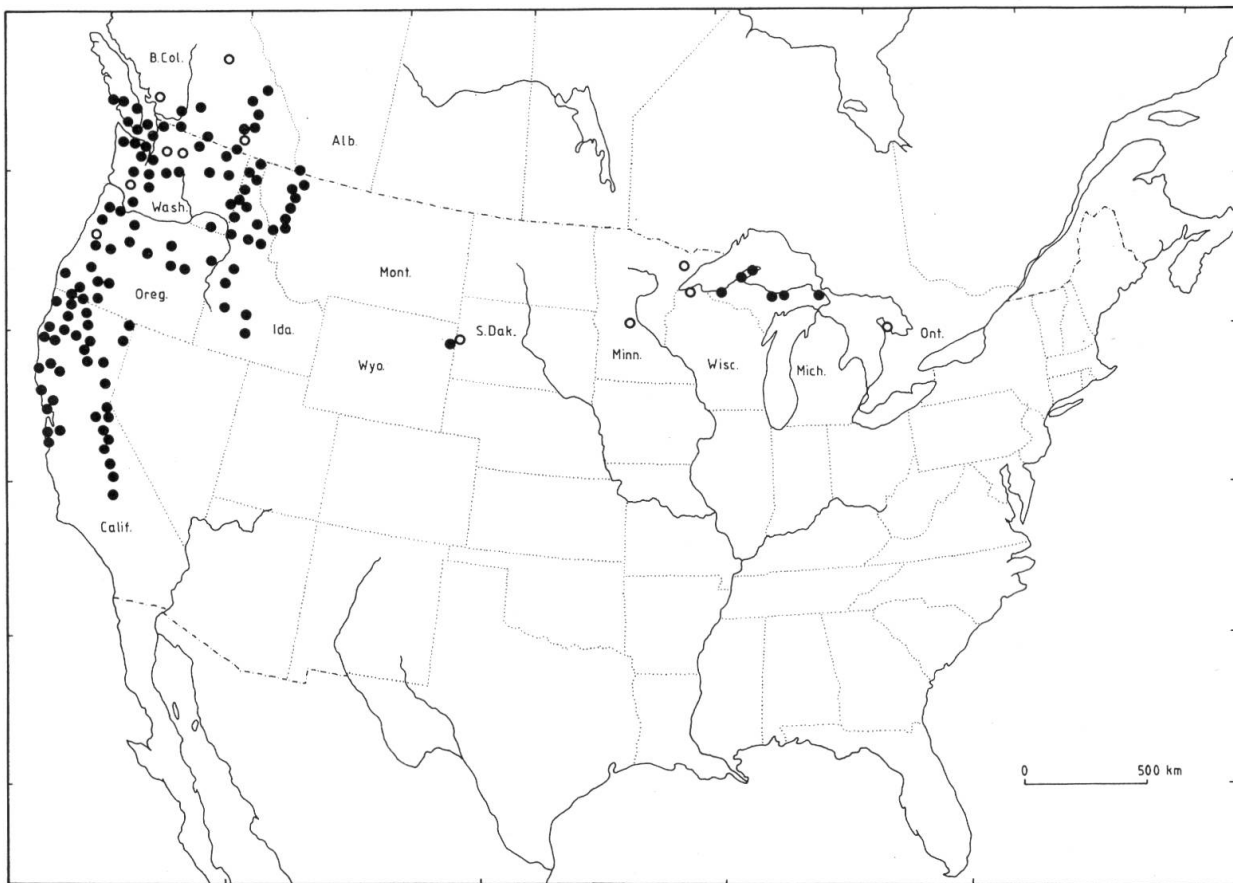 B.Col.
Alb.
Wash.
Mont.
Oreg.
Ida.
S.Dak.
Ont.
Minn.
Wisc.
Mich.
Wyo.
Calif.
0 500 km